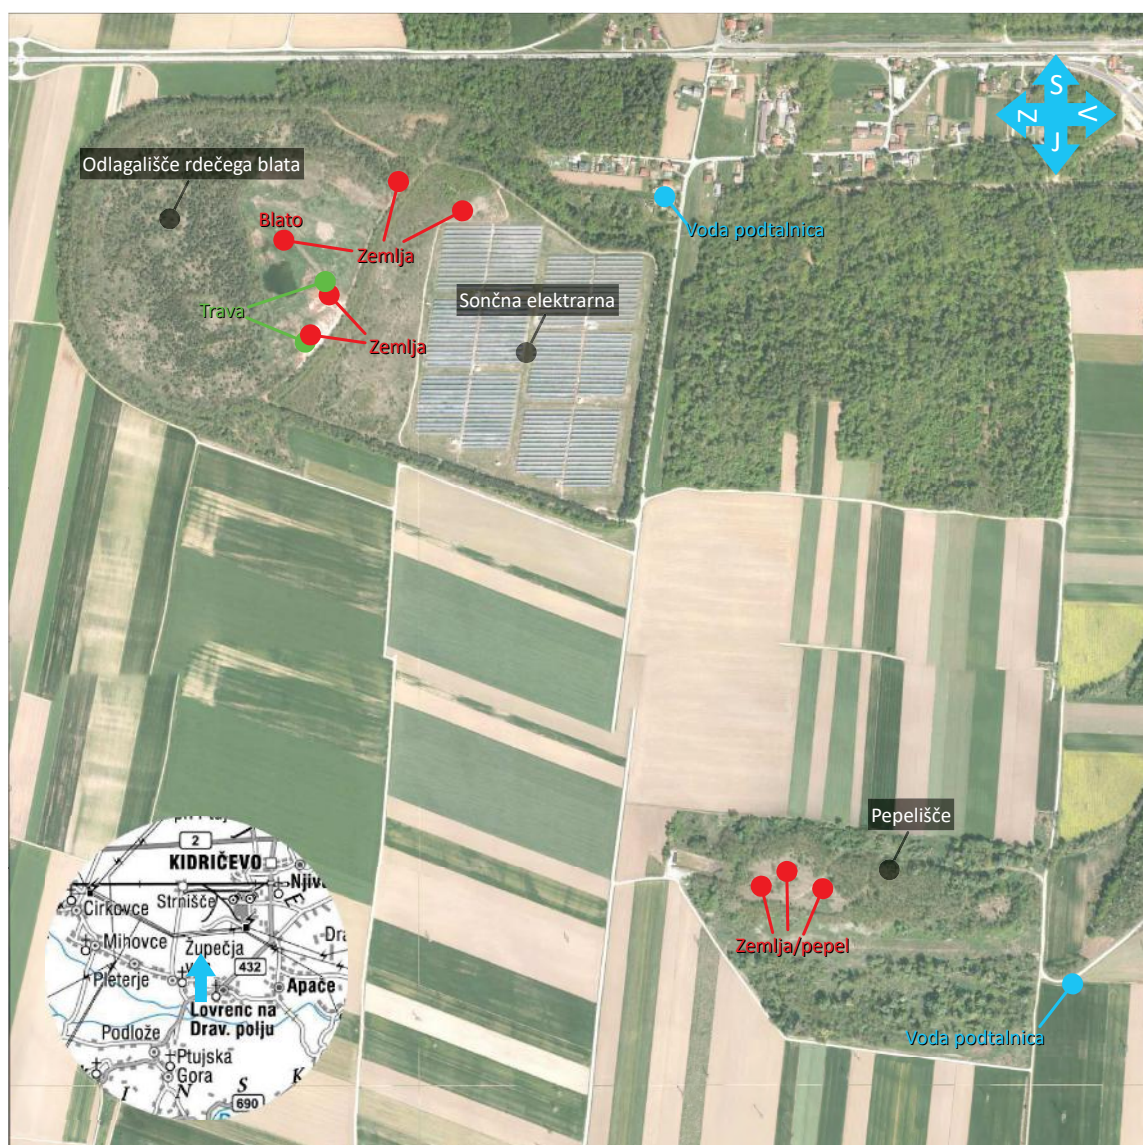 S
Z
V
J
Odlagališče rdečega blata
Blato
Zemlja
Voda podtalnica
Trava
Sončna elektrarna
Zemlja
Pepelišče
Zemlja/pepel
Voda podtalnica
2
KIDRIČEVO
Njiv
Strnišče
Cirkovce
Mihovce
Župečja
Dra
Pleterje
432
Apače
Lovrenc na
Drav. polju
Podlože
Ptujska
Gora
I N S K
690